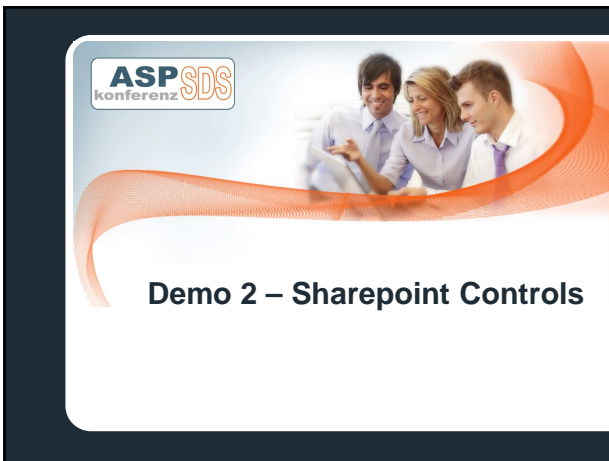 ASP SDS
konferenz
Demo 2 – Sharepoint Controls